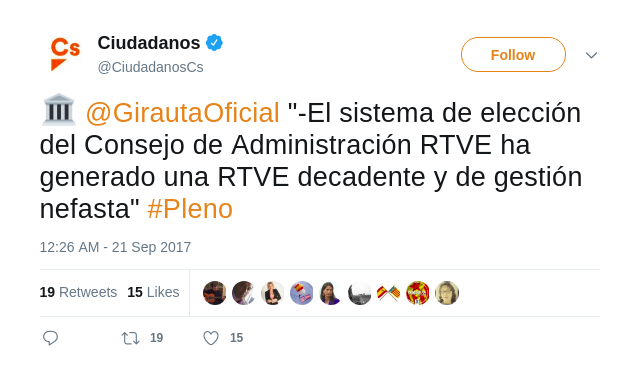 Cs
Ciudadanos
@CiudadanosCs
Follow
🏛 @GirautaOficial "-El sistema de elección
del Consejo de Administración RTVE ha
generado una RTVE decadente y de gestión
nefasta" #Pleno
12:26 AM - 21 Sep 2017
19 Retweets 15 Likes
19 15